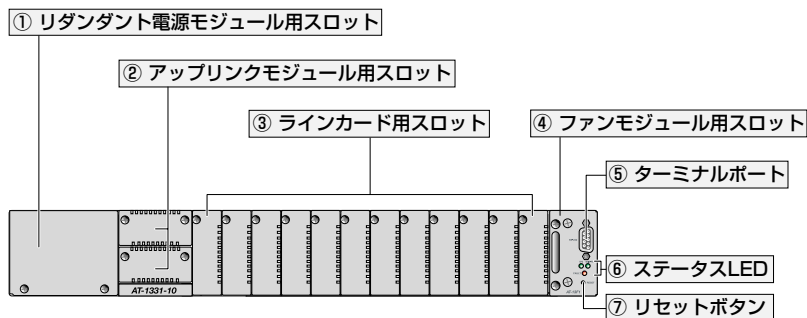 ① リダンダント電源モジュール用スロット
② アップリンクモジュール用スロット
③ ラインカード用スロット
④ ファンモジュール用スロット
⑤ ターミナルポート
AT-1331-10
⑥ ステータスLED
⑦ リセットボタン